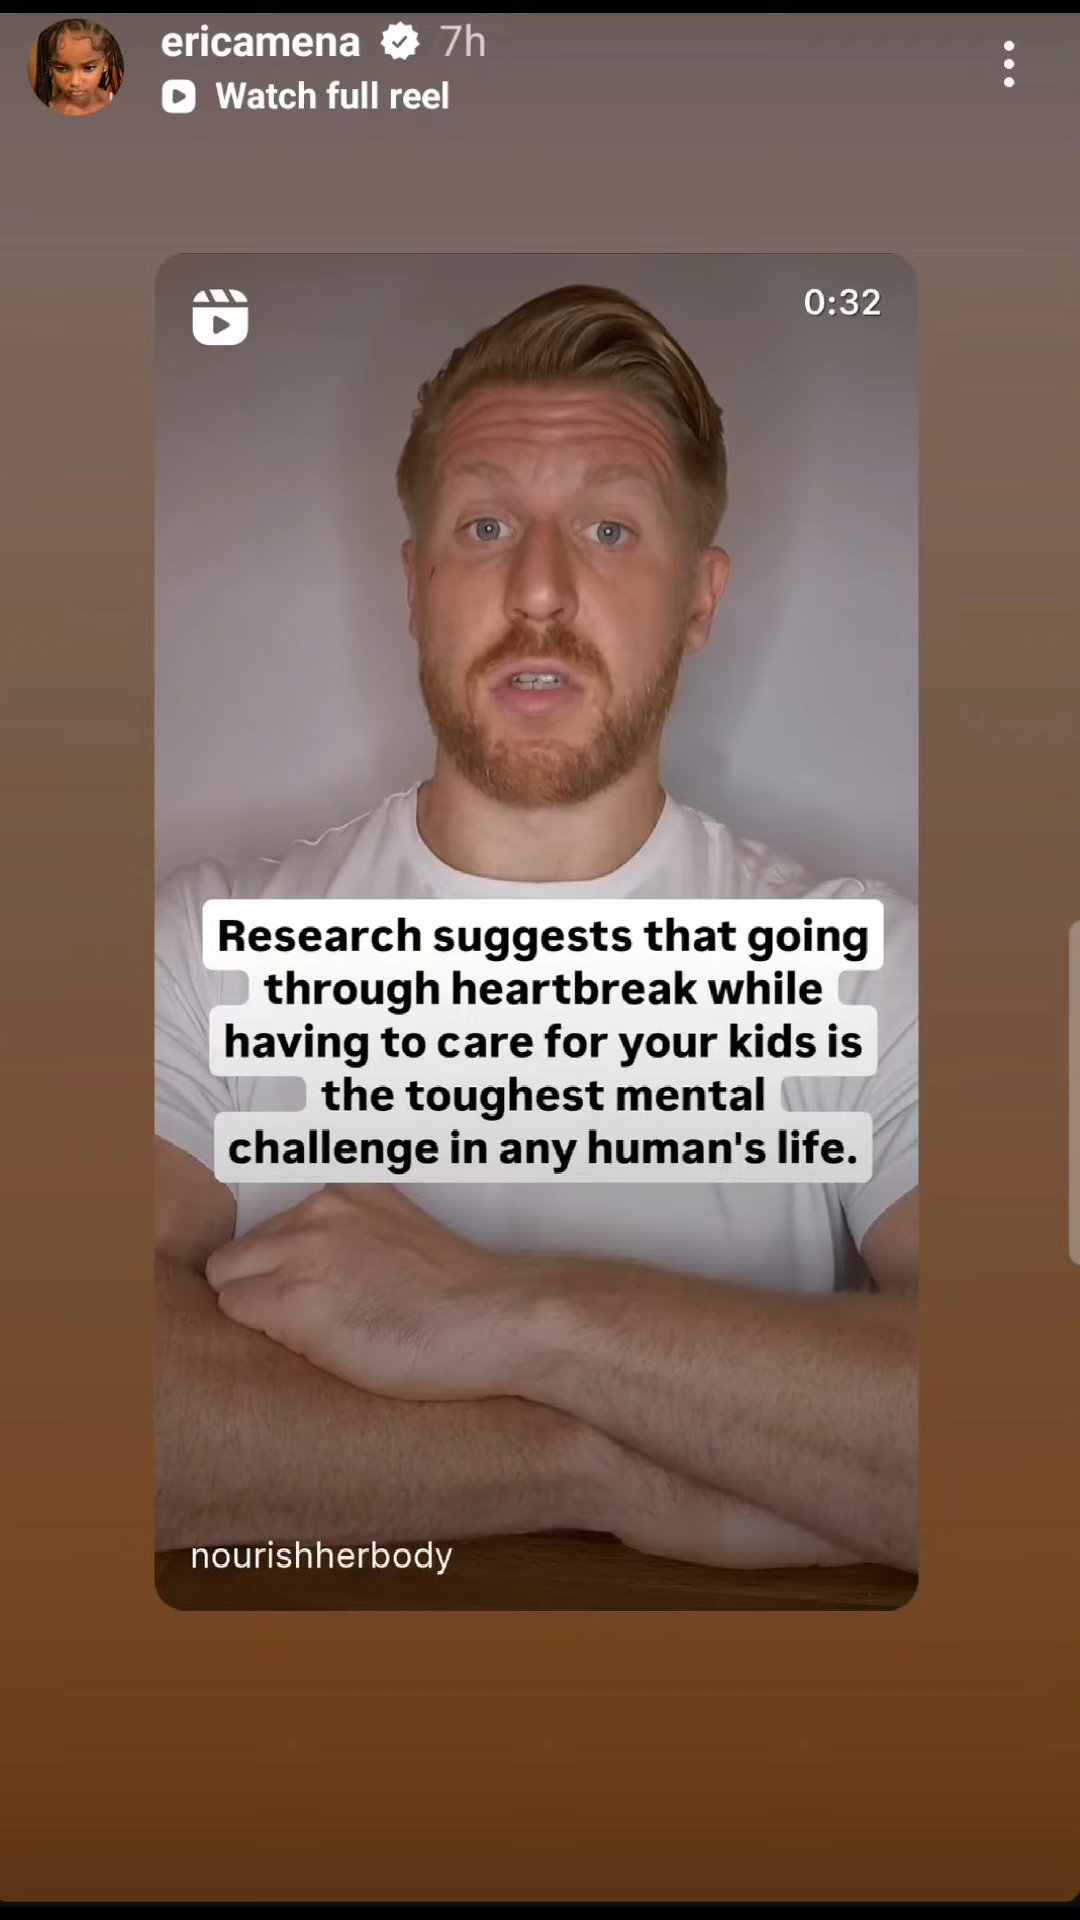 ericamena 7h
Watch full reel
0:32
Research suggests that going
through heartbreak while
having to care for your kids is
the toughest mental
challenge in any human's life.
nourishherbody